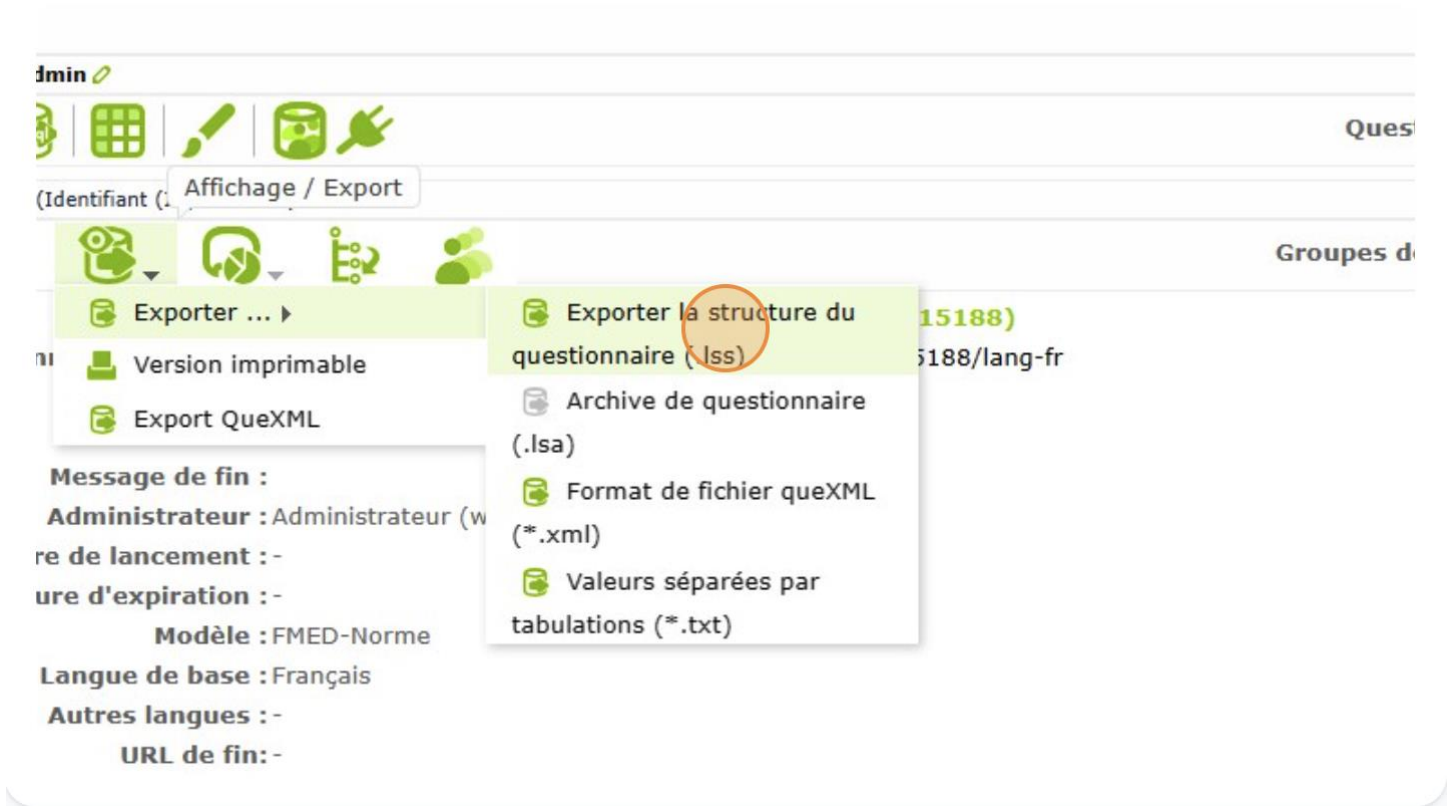 dmin
Quest
Affichage / Export
(Identifiant (
Groupes d
Exporter ...
Version imprimable
Export QueXML
Exporter la structure du
questionnaire (.lss)
Archive de questionnaire
(.lsa)
Format de fichier queXML
(*.xml)
Valeurs séparées par
tabulations (*.txt)
15188)
5188/lang-fr
Message de fin :
Administrateur : Administrateur (w
re de lancement : -
ure d'expiration : -
Modèle : FMED-Norme
Langue de base : Français
Autres langues : -
URL de fin: -